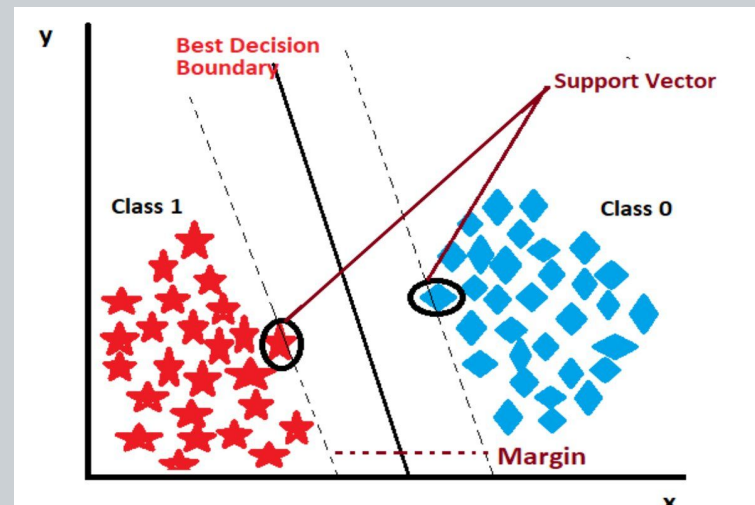 y
Best Decision
Boundary
Support Vector
Class 1
Class 0
Margin
x